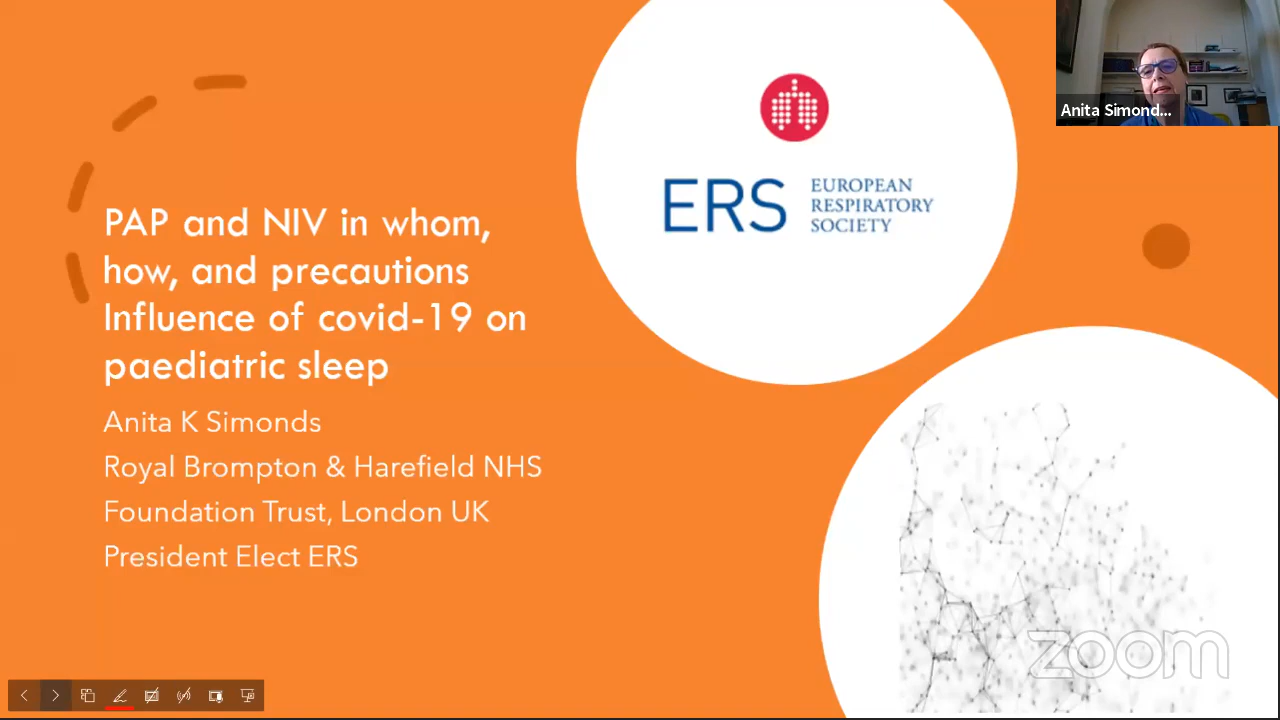 Anita Simond...
ERS
EUROPEAN
RESPIRATORY
SOCIETY
PAP and NIV in whom,
how, and precautions
Influence of covid-19 on
paediatric sleep
Anita K Simonds
Royal Brompton & Harefield NHS
Foundation Trust, London UK
President Elect ERS
zoom